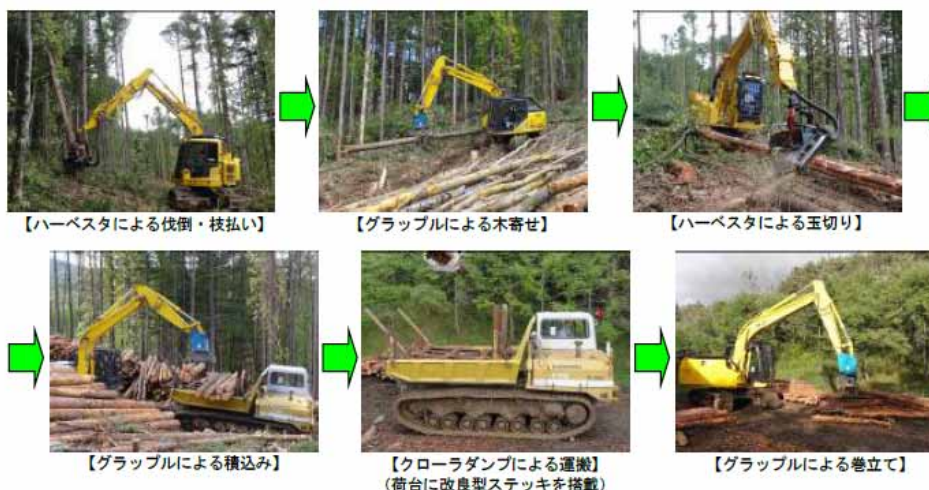 【ハーベスタによる伐倒・枝払い】
【グラップルによる木寄せ】
【ハーベスタによる玉切り】
【グラップルによる積込み】
【クローラダンプによる運搬】
（荷台に改良型ステッキを搭載）
【グラップルによる巻立て】